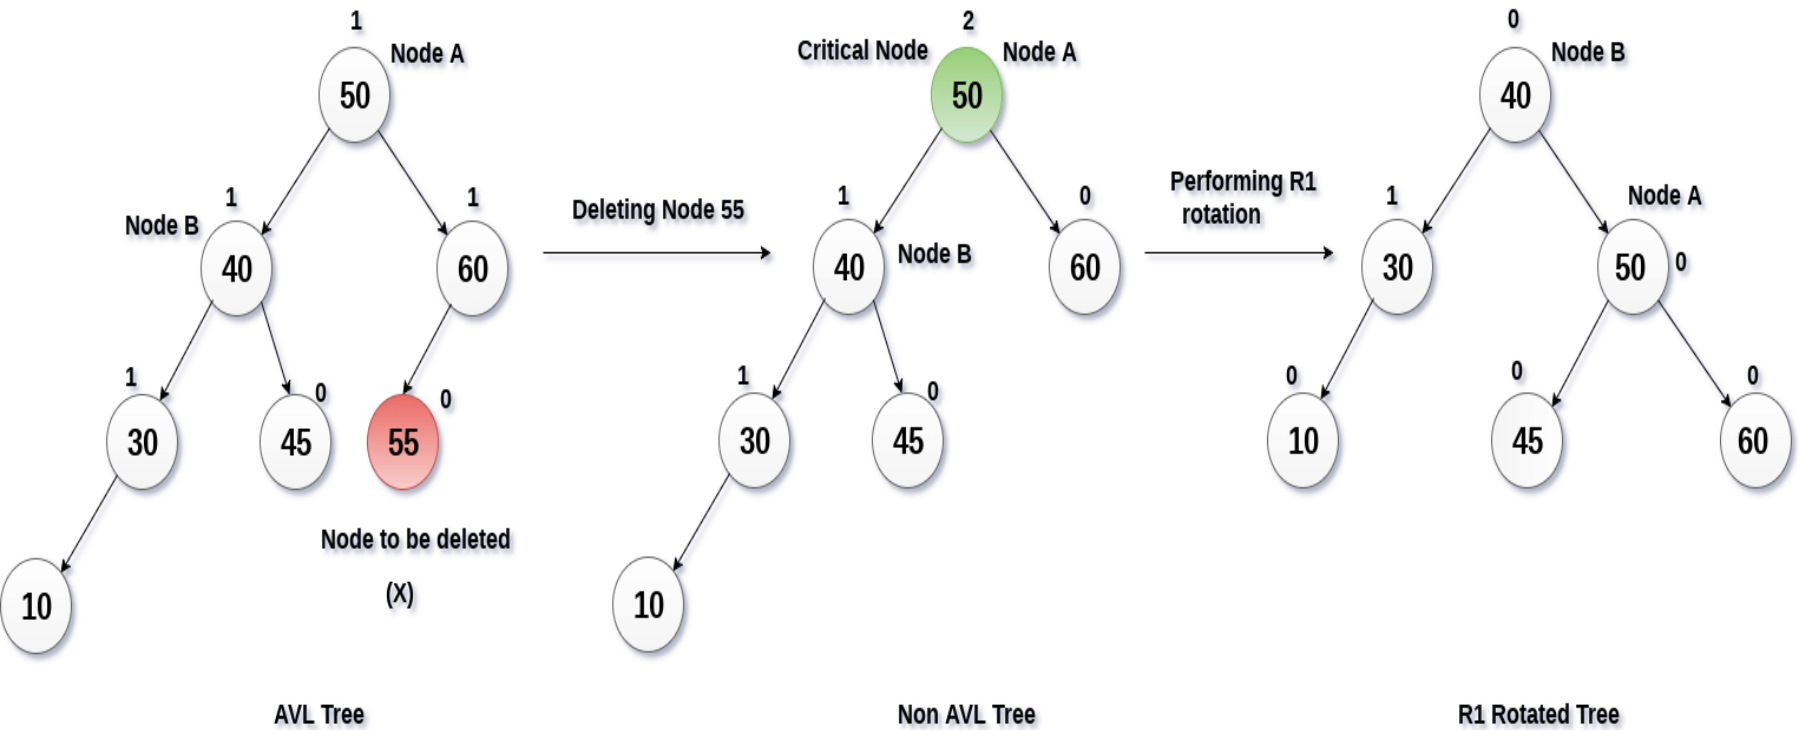 1
Node A
50
1
Node B
40
1
60
1
30
0
45
0
55
10
Node to be deleted
(X)
AVL Tree
Deleting Node 55
2
Critical Node
Node A
50
1
40
Node B
0
60
1
30
0
45
10
Non AVL Tree
Performing R1
rotation
0
Node B
40
1
30
Node A
50
0
0
10
0
45
0
60
R1 Rotated Tree